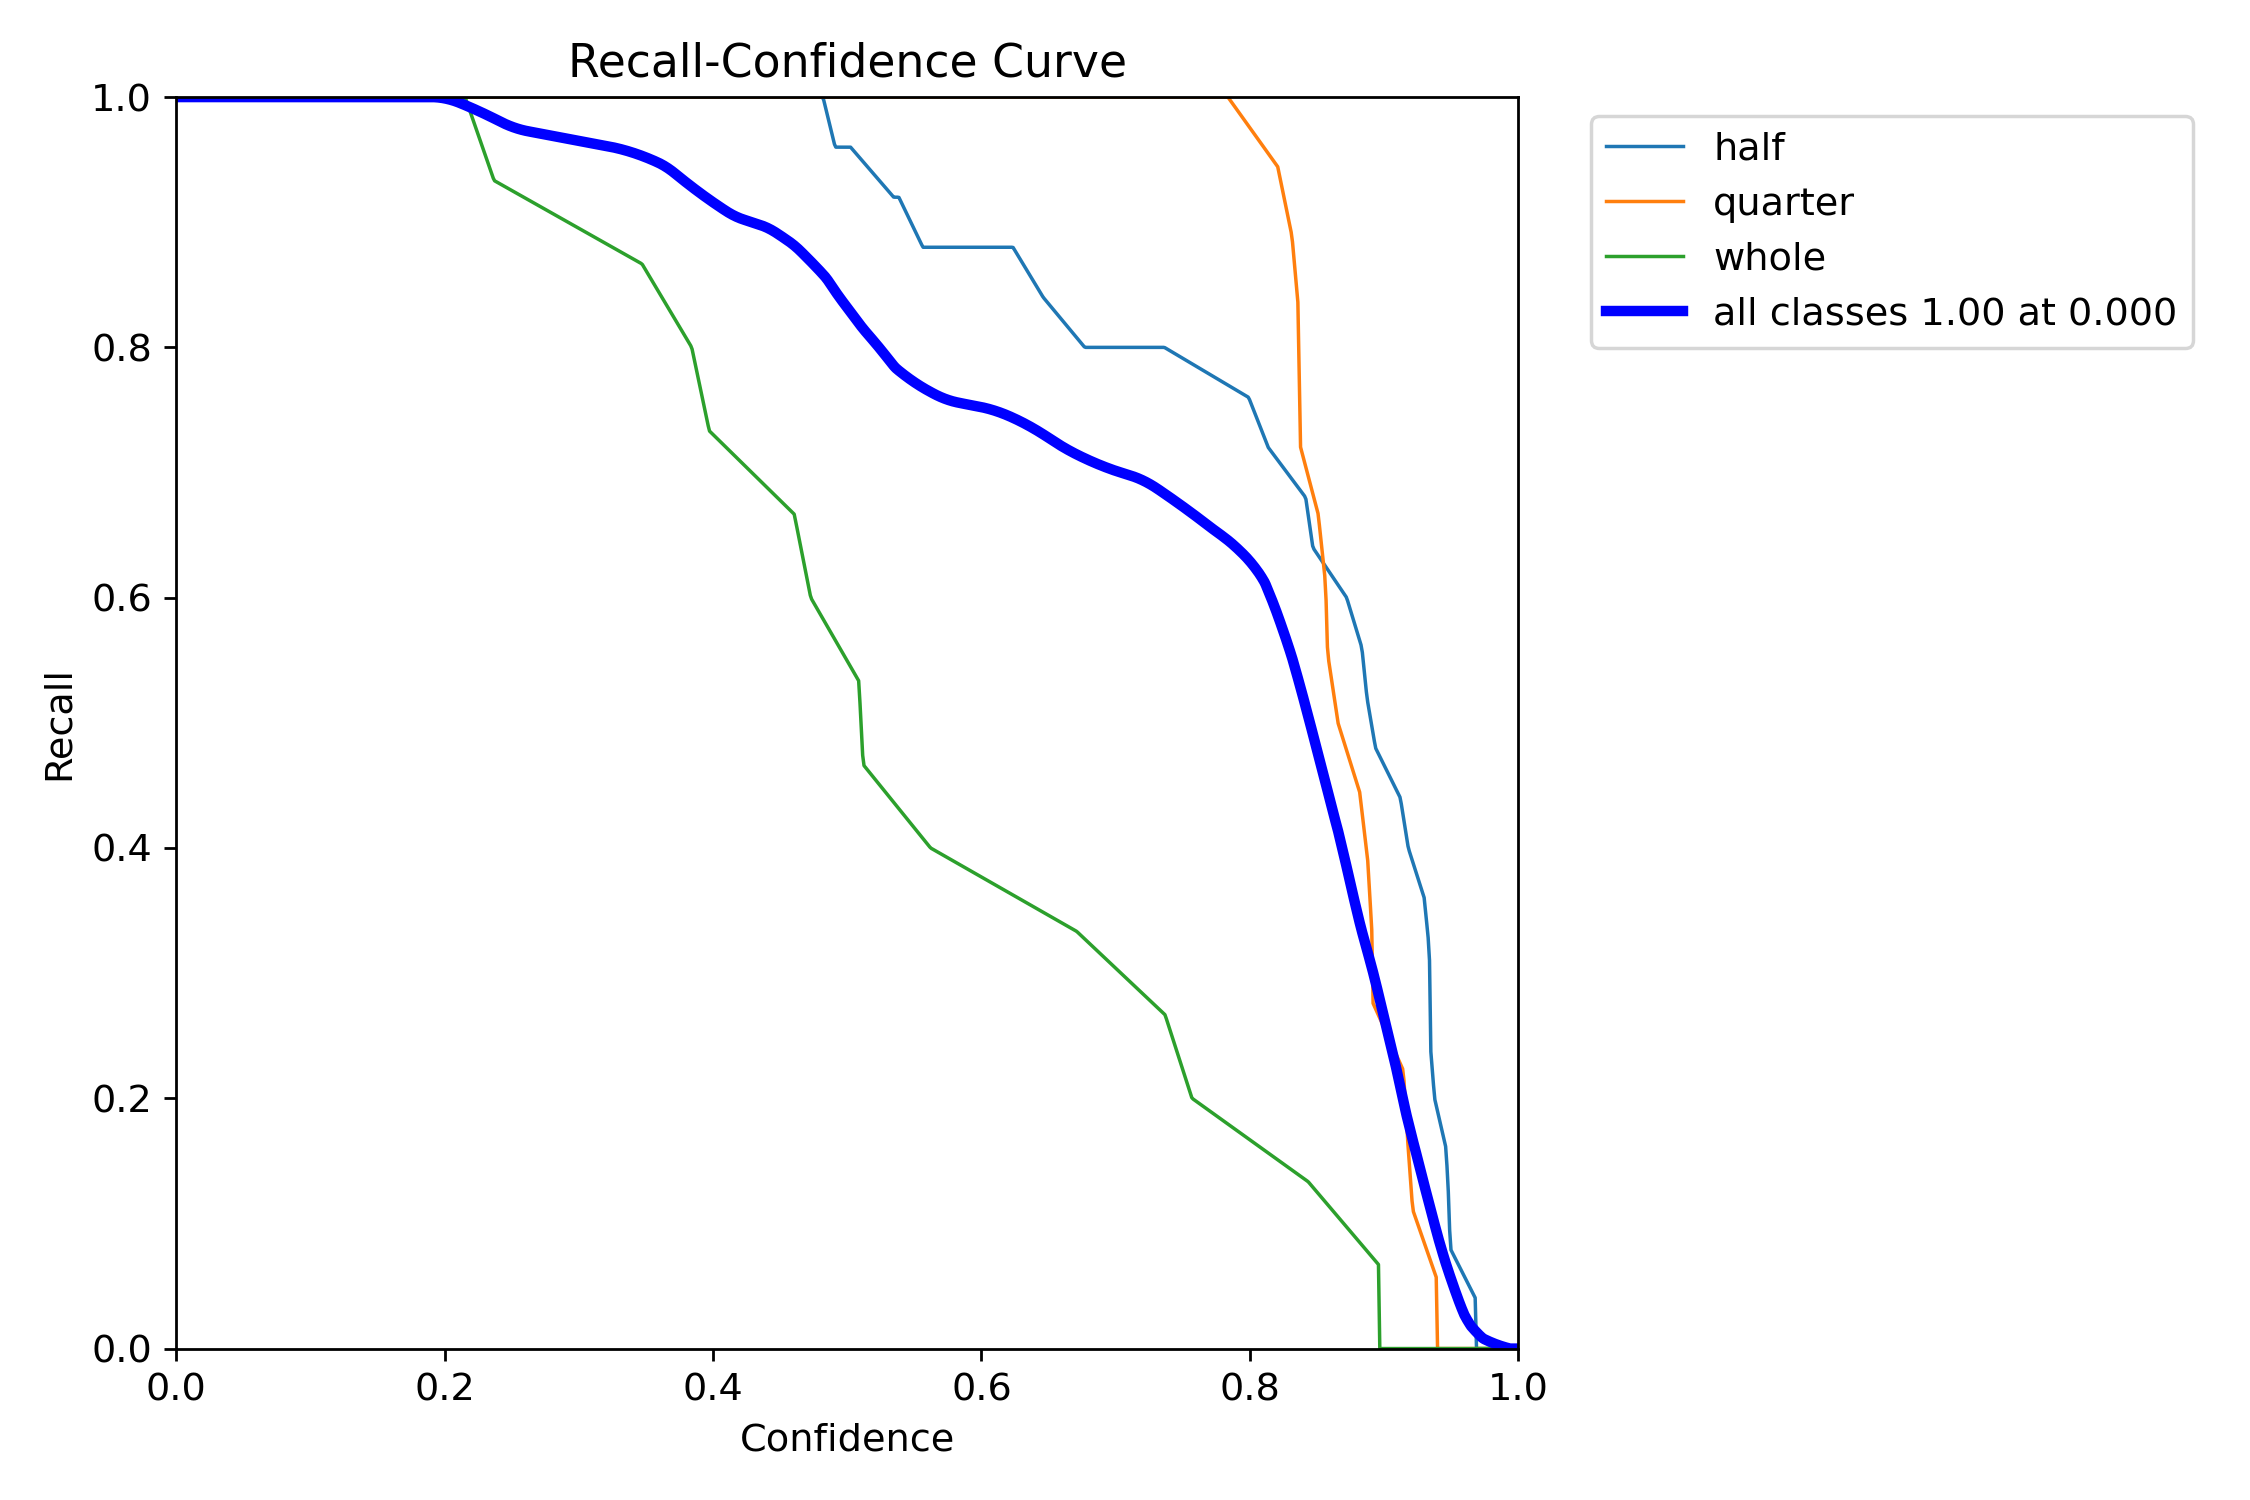 Recall-Confidence Curve
1.0
0.8
0.6
0.4
0.2
0.0
Recall
0.0 0.2 0.4 0.6 0.8 1.0
Confidence
half
quarter
whole
all classes 1.00 at 0.000